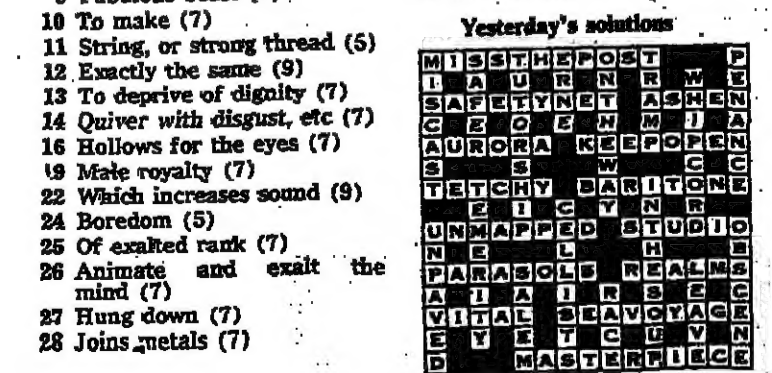 10 To make (7)
11 String, or strong thread (5)
12 Exactly the same (9)
13 To deprive of dignity (7)
14 Quiver with disgust, etc (7)
16 Hollows for the eyes (7)
19 Male royalty (7)
22 Which increases sound (9)
24 Boredom (5)
25 Of exalted rank (7)
26 Animate and exalt the
mind (7)
27 Hung down (7)
28 Joins metals (7)
Yesterday's solutions
MISSTHEPOST P
I A U R N R W E
SAFETYNET ASHEN
C E O E H M I A
AURORA KEEPOPEN
S S W C C
TETCHY BARITONE
E I C Y N R
UNMAPPED STUDIO
N E E L H B
PARASOLS REALMS
A I A I R S E C
VITAL SEAVOYAGE
E Y E T C U V N
D MASTERPIECE